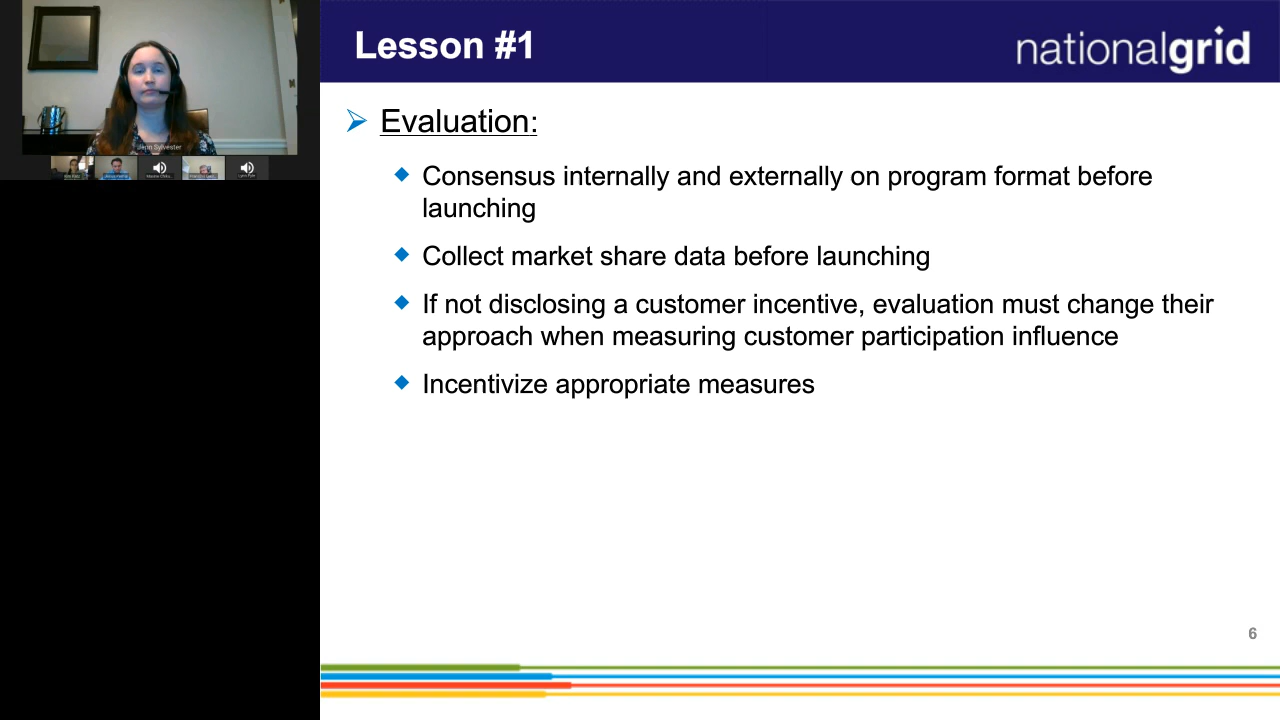 Lesson #1
nationalgrid
Evaluation:
Consensus internally and externally on program format before
launching
Collect market share data before launching
If not disclosing a customer incentive, evaluation must change their
approach when measuring customer participation influence
Incentivize appropriate measures
6
Jenn Sylvester